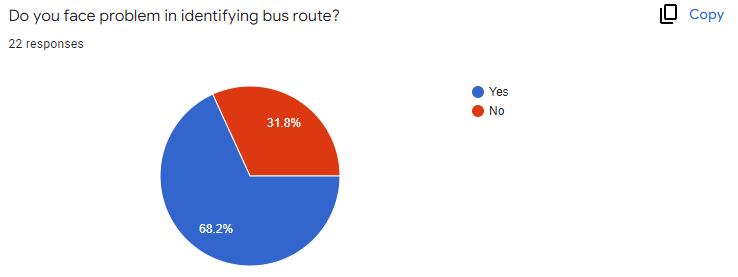 Do you face problem in identifying bus route?
Copy
22 responses
Yes
No
31.8%
68.2%